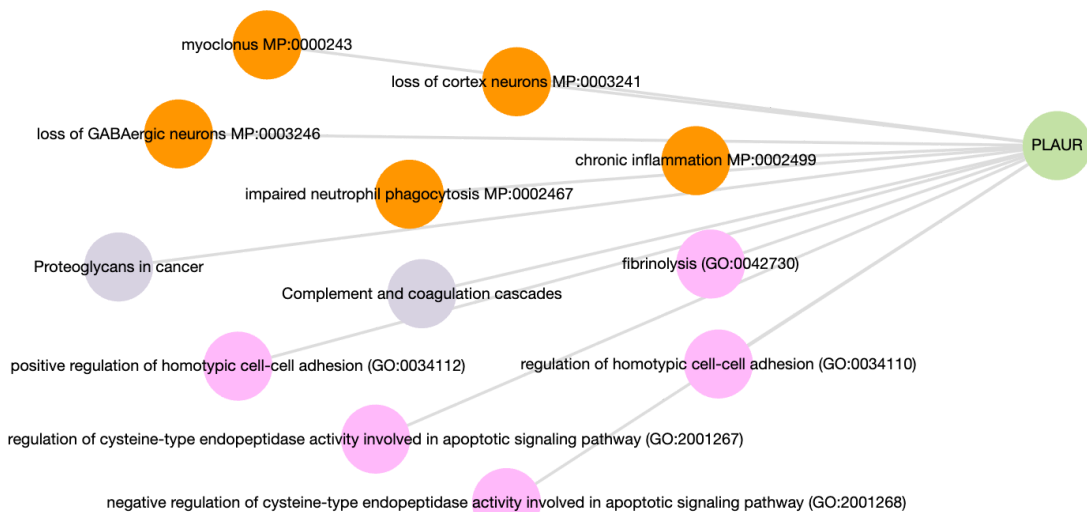 myoclonus MP:0000243
loss of cortex neurons MP:0003241
loss of GABAergic neurons MP:0003246
PLAUR
chronic inflammation MP:0002499
impaired neutrophil phagocytosis MP:0002467
Proteoglycans in cancer
fibrinolysis (GO:0042730)
Complement and coagulation cascades
positive regulation of homotypic cell-cell adhesion (GO:0034112)
regulation of homotypic cell-cell adhesion (GO:0034110)
regulation of cysteine-type endopeptidase activity involved in apoptotic signaling pathway (GO:2001267)
negative regulation of cysteine-type endopeptidase activity involved in apoptotic signaling pathway (GO:2001268)